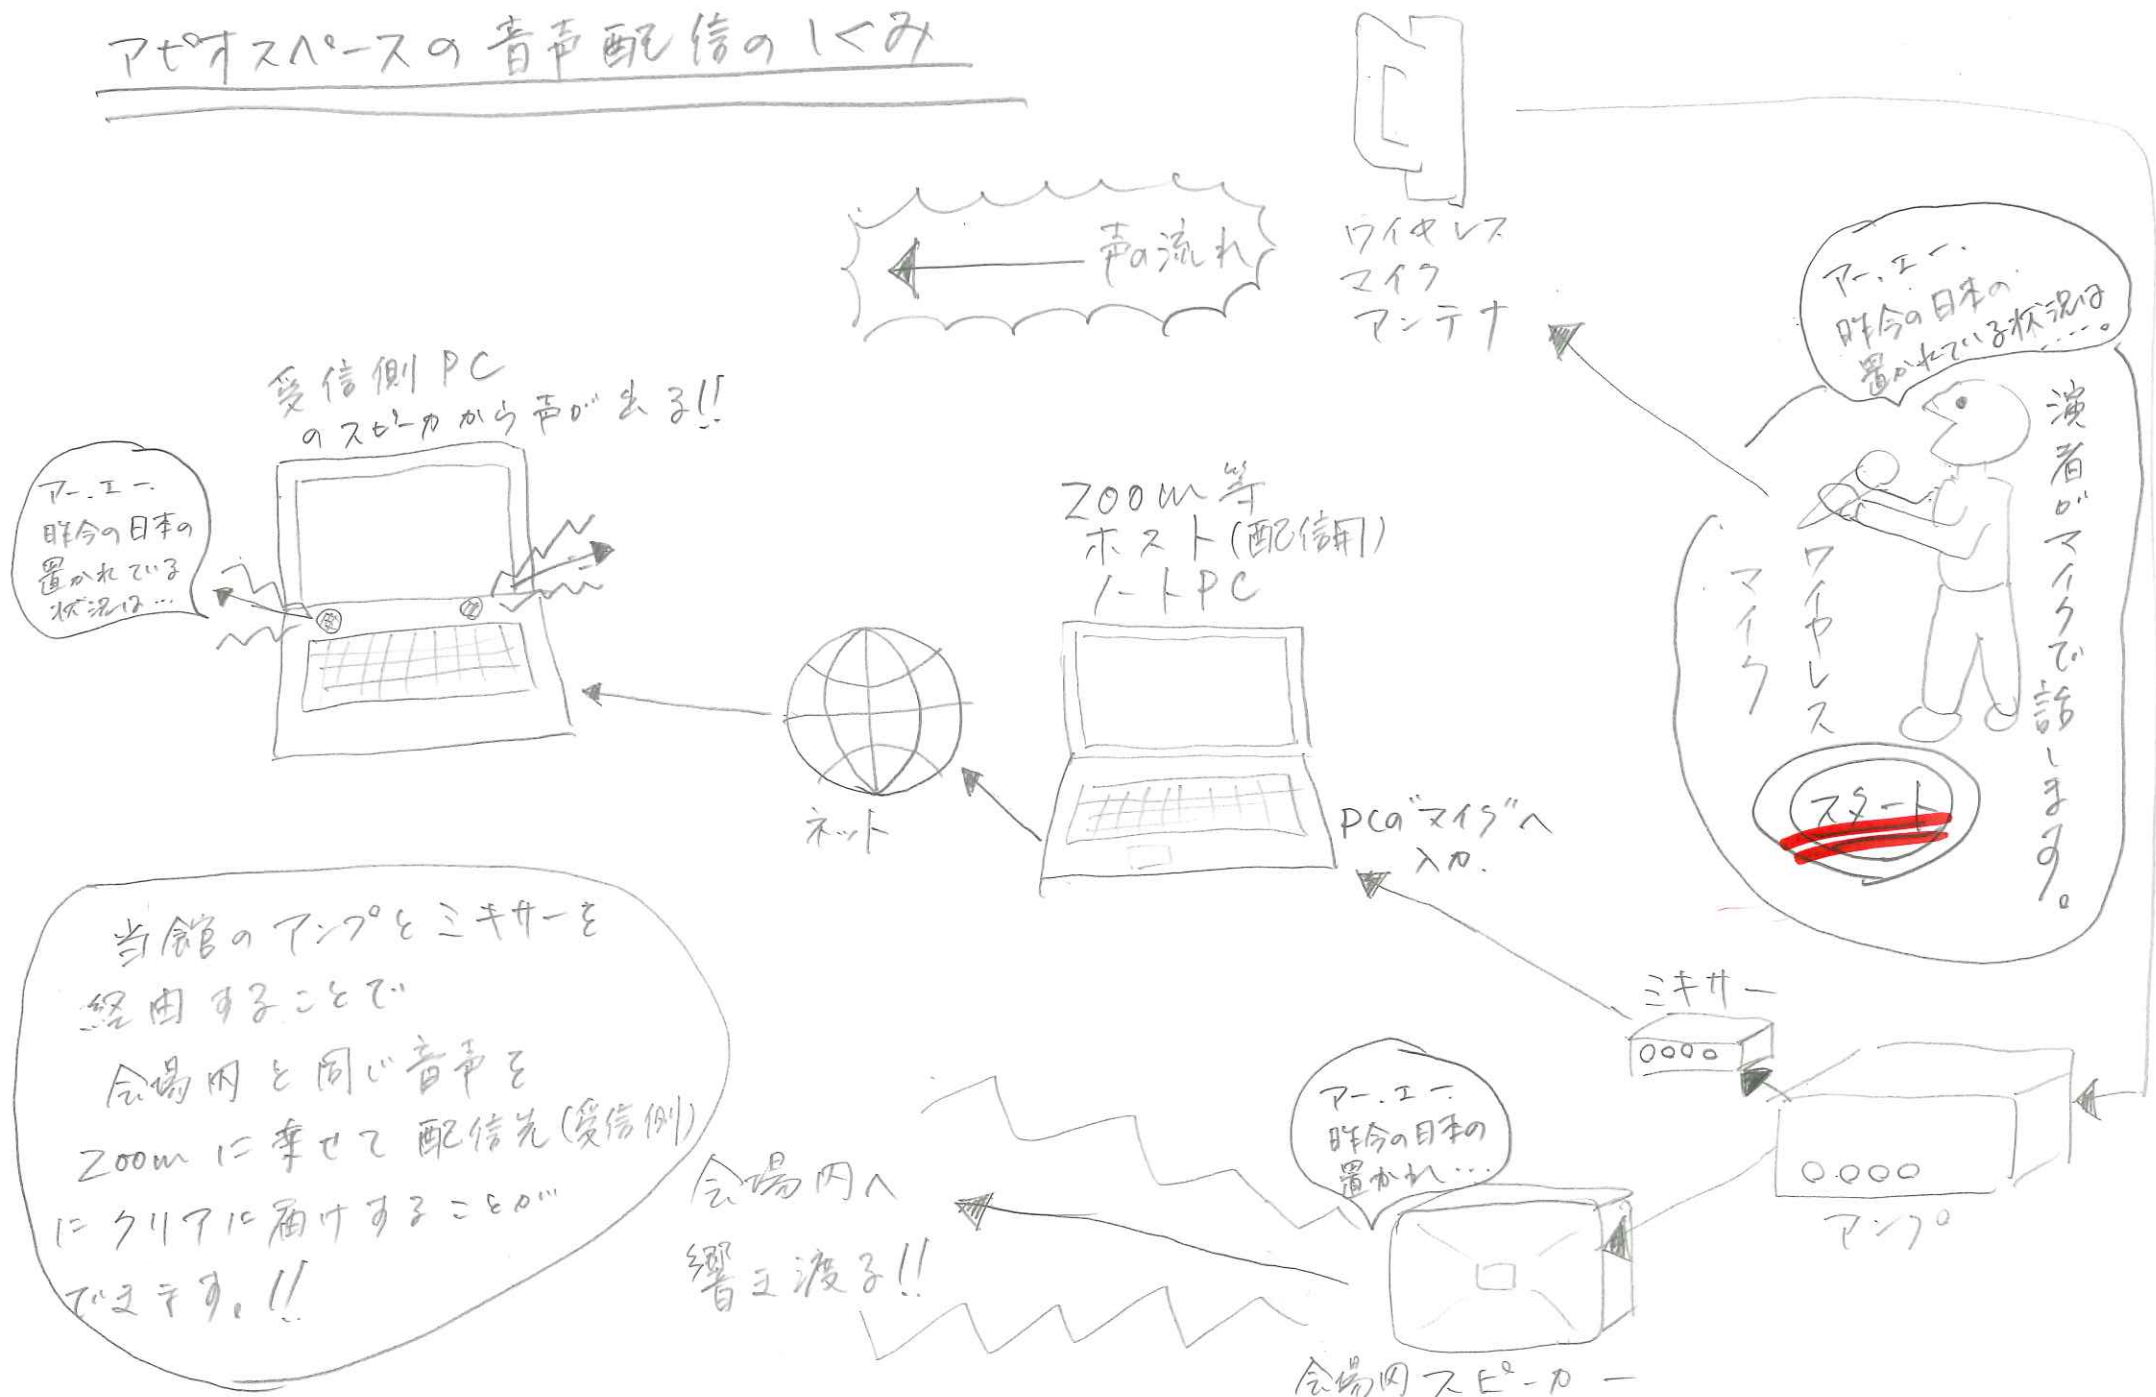 アピオスペースの音声配信のしくみ
声の流れ
ワイヤレス
マイク
アンテナ
アー、エー、
昨今の日本の
置かれている状況は
….。
演者がマイクで話します。
ワイヤレス
マイク
スタート
受信側PC
のスピーカから声が出る!!
アー、エー、
昨今の日本の
置かれている
状況は…
Zoom等
ホスト(配信用)
ノートPC
ネット
PCの"マイク"へ
入力.
ミキサー
アンプ
アー、エー、
昨今の日本の
置かれ…
会場内へ
響き渡る!!
会場内スピーカー
当館のアンプとミキサーを
経由することで
会場内と同じ音声を
Zoomに乗せて配信先(受信側)
にクリアに届けすることが
できます。!!